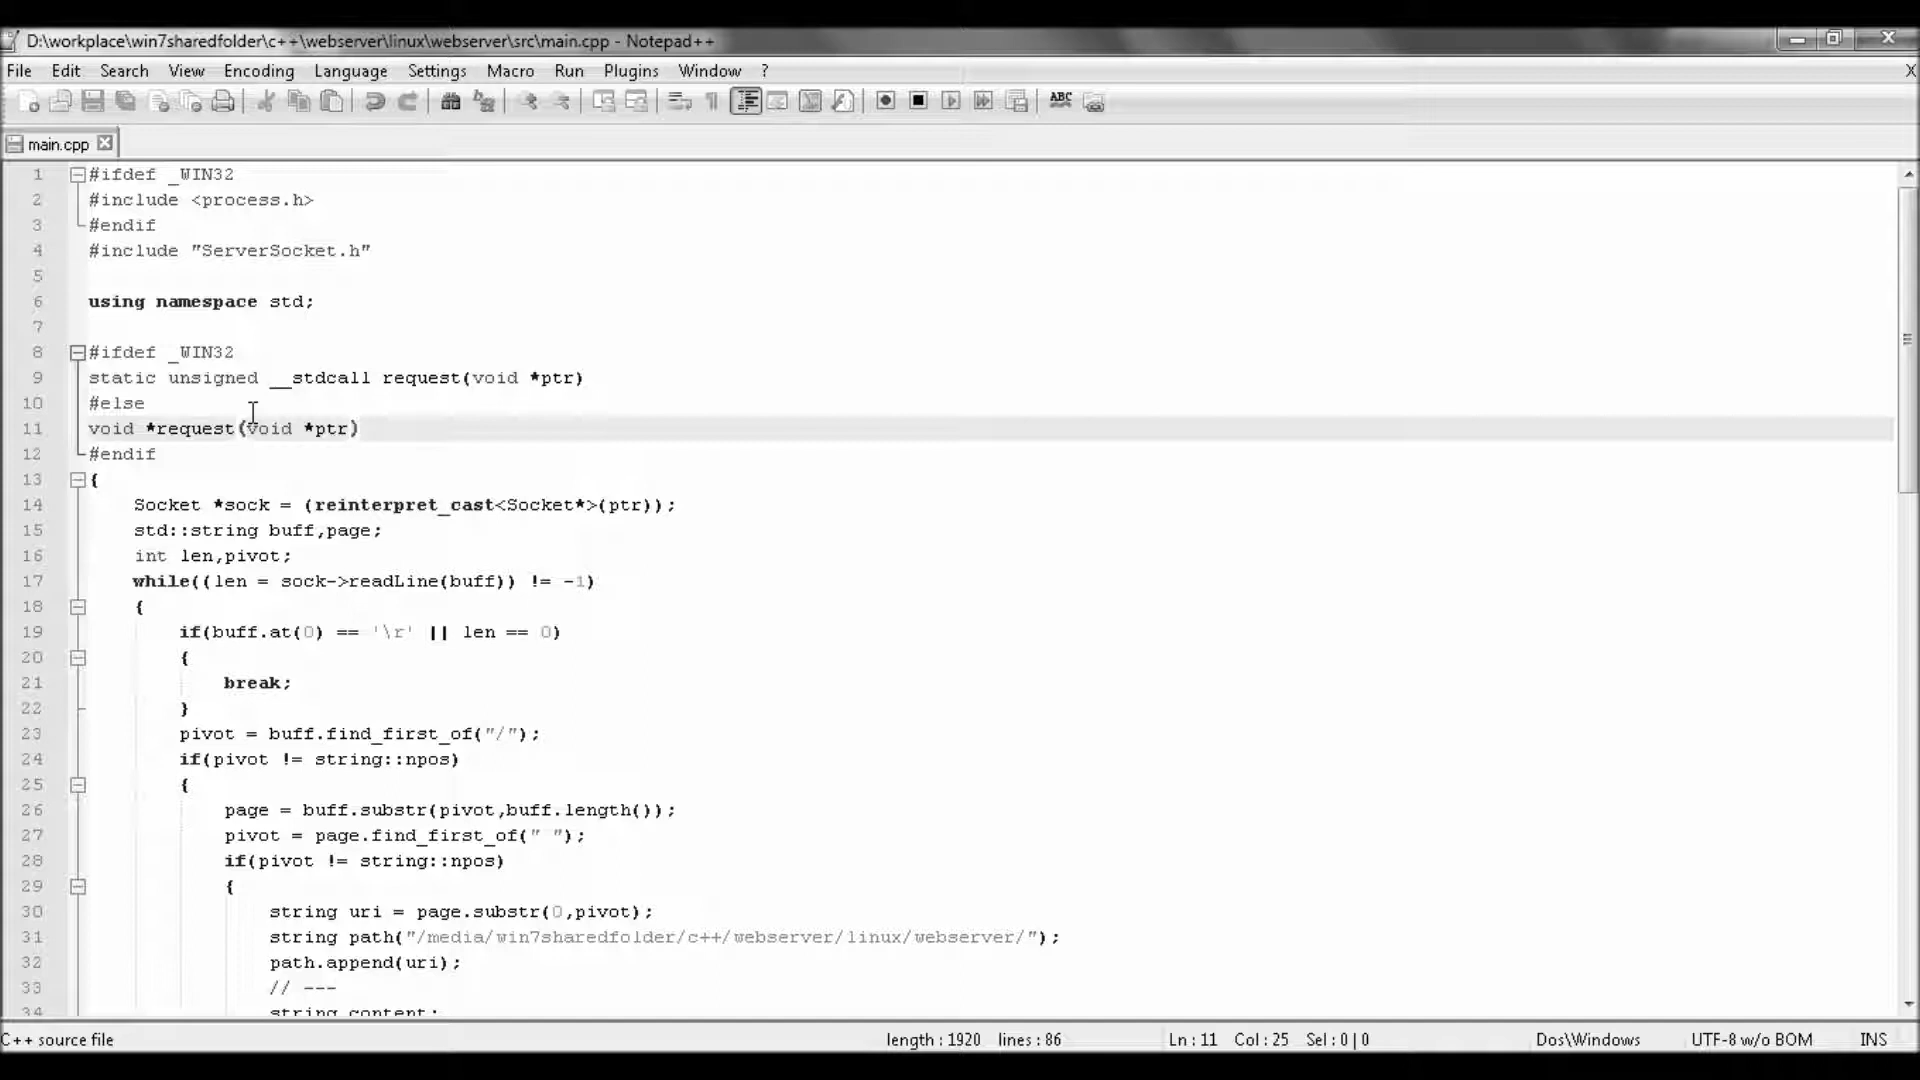 D:\workplace\win7sharedfolder\c++\webserver\linux\webserver\src\main.cpp - Notepad++
File Edit Search View Encoding Language Settings Macro Run Plugins Window ? X
ABC
main.cpp
1 #ifdef _WIN32
2 #include <process.h>
3 #endif
4 #include "ServerSocket.h"
5
6 using namespace std;
7
8 #ifdef _WIN32
9 static unsigned __stdcall request(void *ptr)
10 #else
11 void *request(void *ptr)
12 #endif
13 {
14 Socket *sock = (reinterpret_cast<Socket*>(ptr));
15 std::string buff,page;
16 int len,pivot;
17 while((len = sock->readLine(buff)) != -1)
18 {
19 if(buff.at(0) == '\r' || len == 0)
20 {
21 break;
22 }
23 pivot = buff.find_first_of("/");
24 if(pivot != string::npos)
25 {
26 page = buff.substr(pivot,buff.length());
27 pivot = page.find_first_of(" ");
28 if(pivot != string::npos)
29 {
30 string uri = page.substr(0,pivot);
31 string path("/media/win7sharedfolder/c++/webserver/linux/webserver/");
32 path.append(uri);
33 // ---
34 string content;
C++ source file length : 1920 lines : 86 Ln : 11 Col : 25 Sel : 0 | 0 Dos\Windows UTF-8 w/o BOM INS